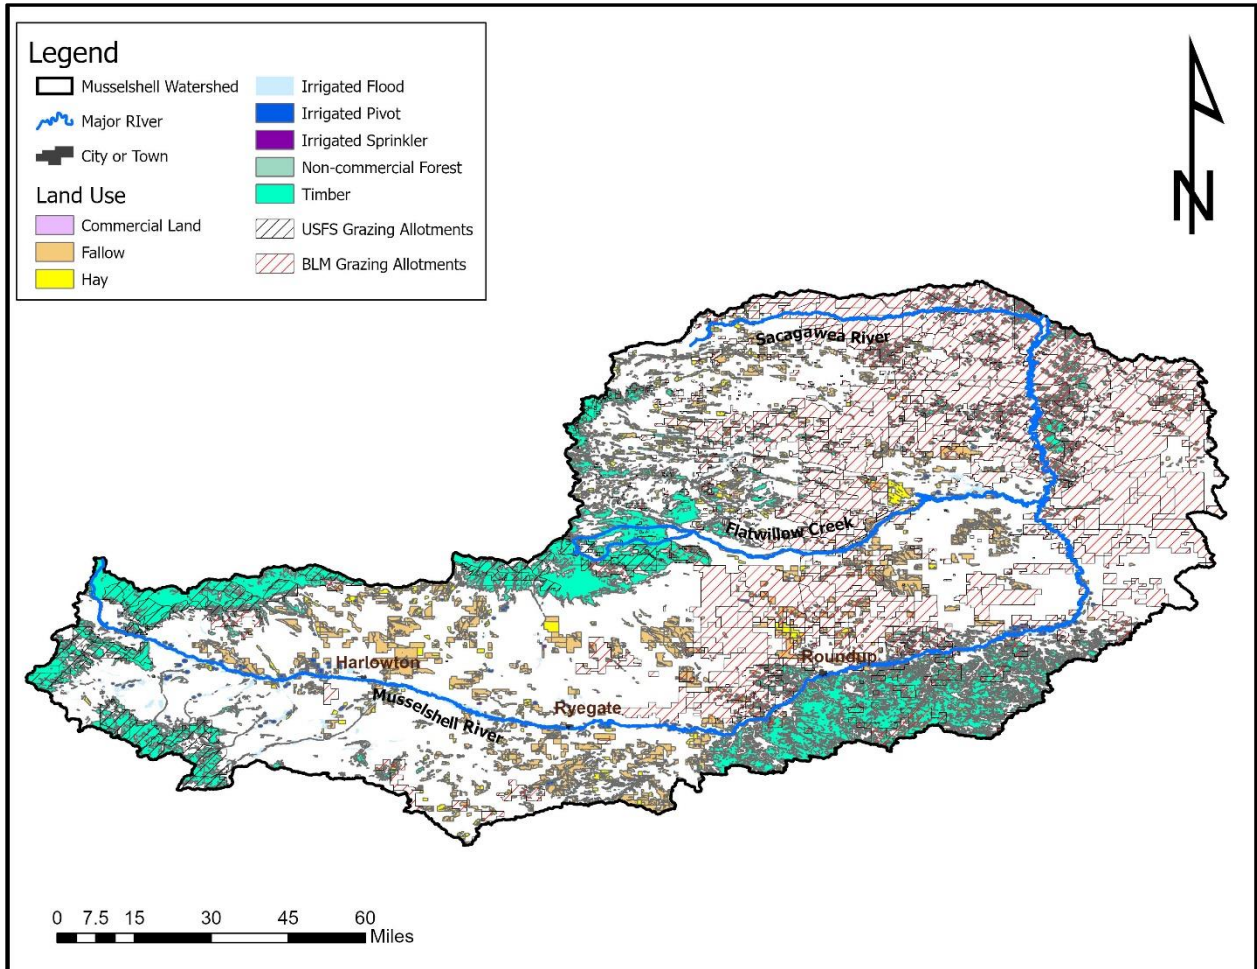 Legend
Musselshell Watershed
Major RIver
City or Town
Land Use
Commercial Land
Fallow
Hay
Irrigated Flood
Irrigated Pivot
Irrigated Sprinkler
Non-commercial Forest
Timber
USFS Grazing Allotments
BLM Grazing Allotments
N
Sacagawea River
Flatwillow Creek
Harlowton
Roundup
Ryegate
Musselshell River
0 7.5 15 30 45 60
Miles